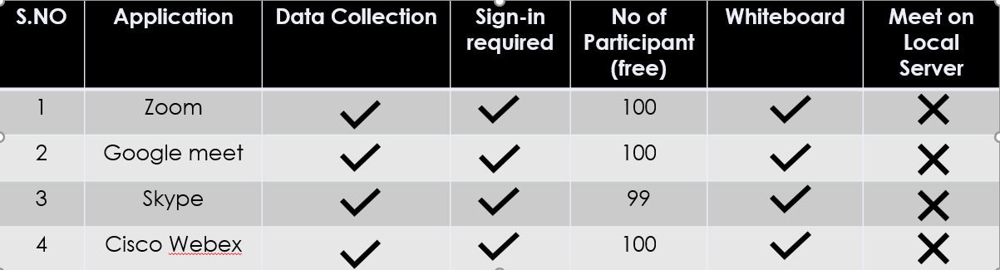 S.NO Application Data Collection Sign-in required No of Participant (free) Whiteboard Meet on Local Server
1 Zoom ✓ ✓ 100 ✓ ✕
2 Google meet ✓ ✓ 100 ✓ ✕
3 Skype ✓ ✓ 99 ✓ ✕
4 Cisco Webex ✓ ✓ 100 ✓ ✕